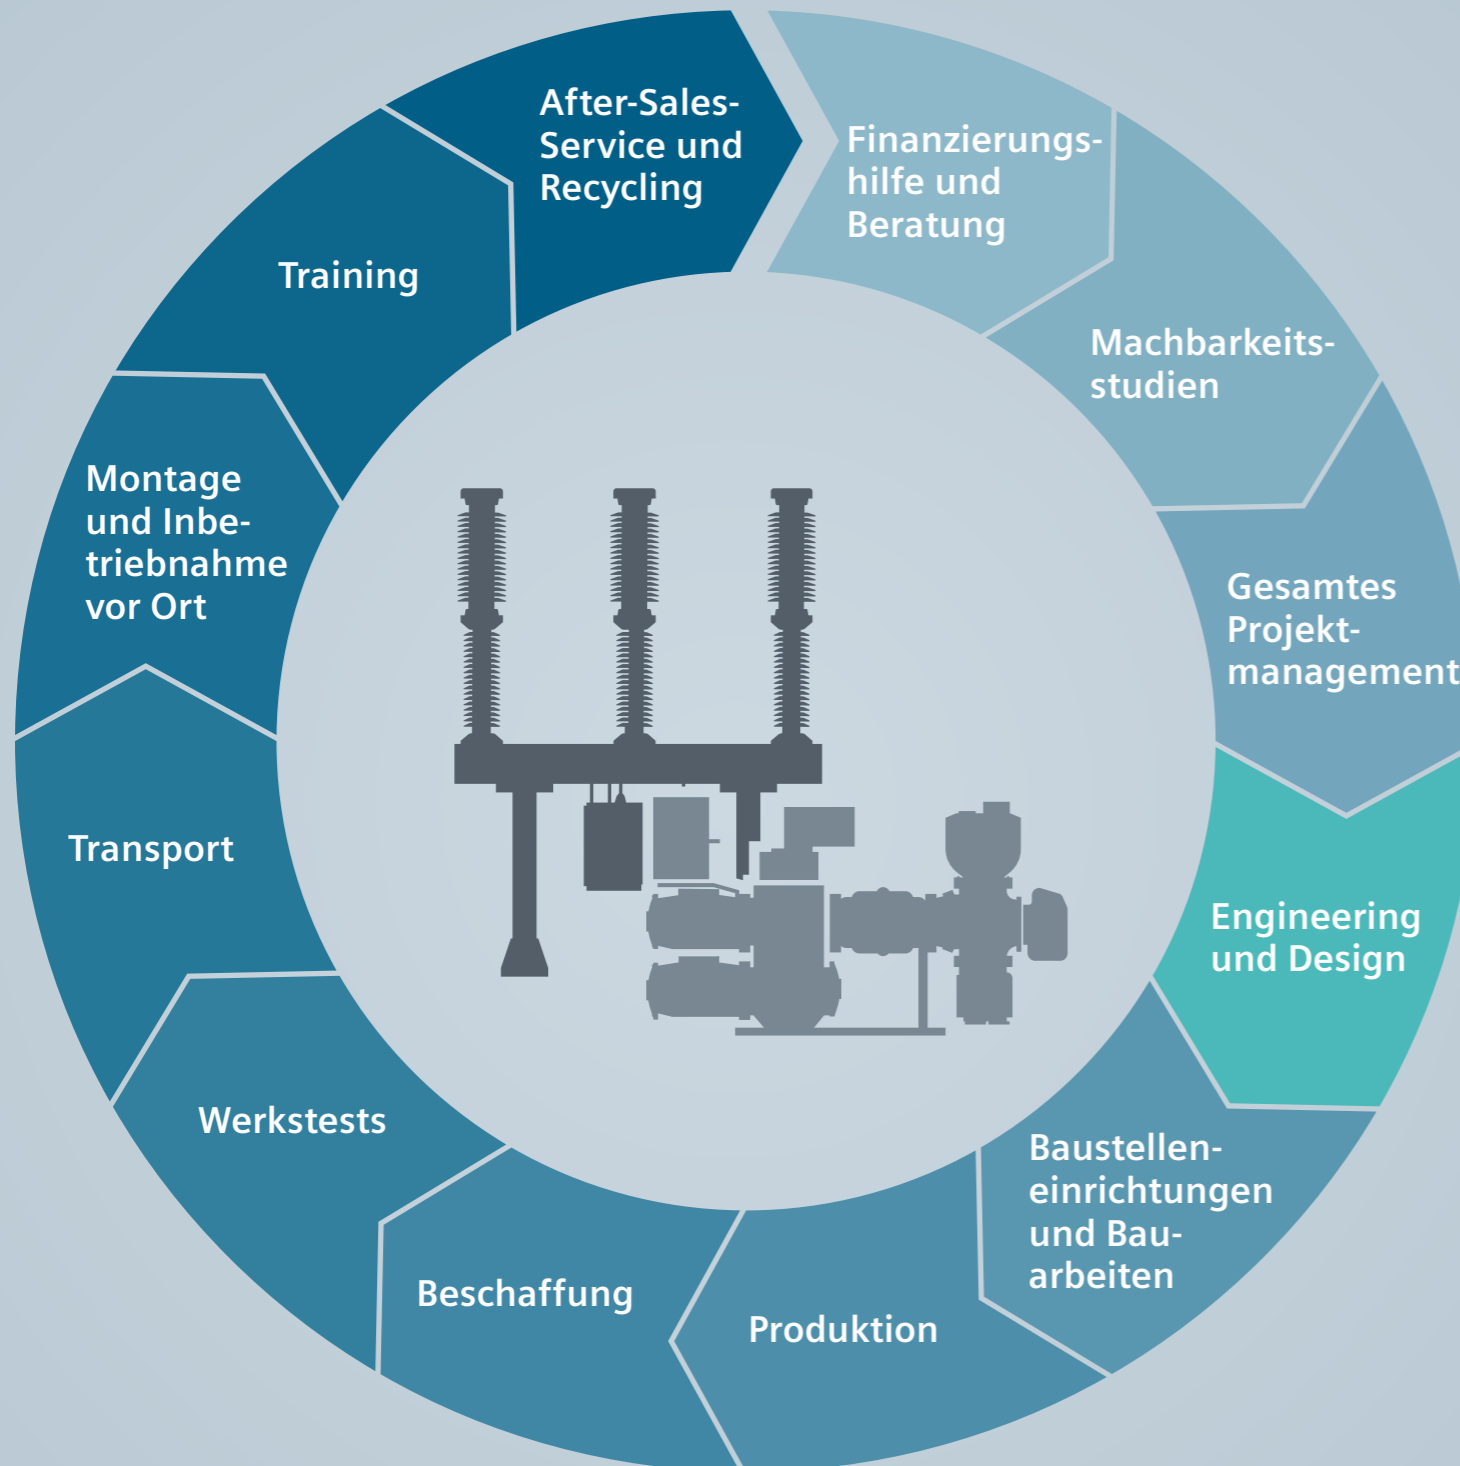 After-Sales-
Service und
Recycling
Finanzierungs-
hilfe und
Beratung
Machbarkeits-
studien
Gesamtes
Projekt-
management
Engineering
und Design
Baustellen-
einrichtungen
und Bau-
arbeiten
Produktion
Beschaffung
Werkstests
Transport
Montage
und Inbe-
triebnahme
vor Ort
Training